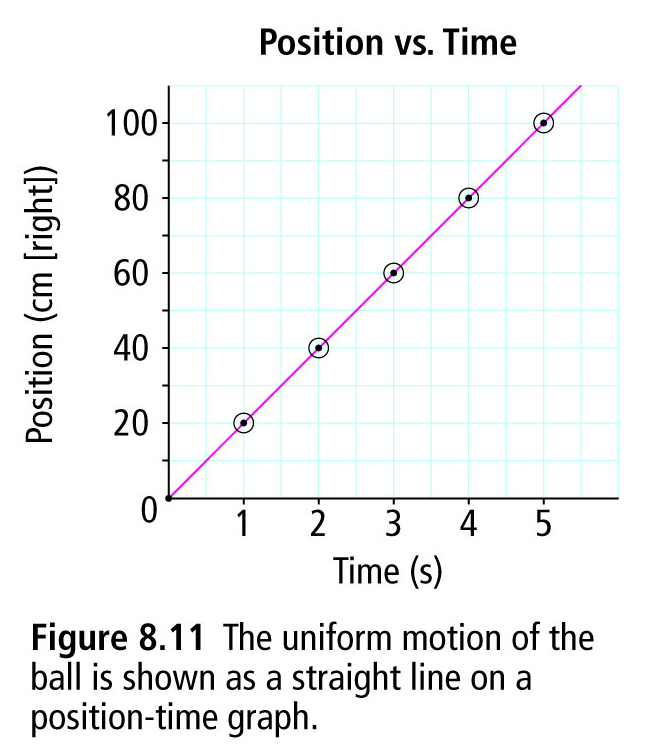 Position vs. Time
Position (cm [right])
100
80
60
40
20
0
1 2 3 4 5
Time (s)
Figure 8.11 The uniform motion of the
ball is shown as a straight line on a
position-time graph.